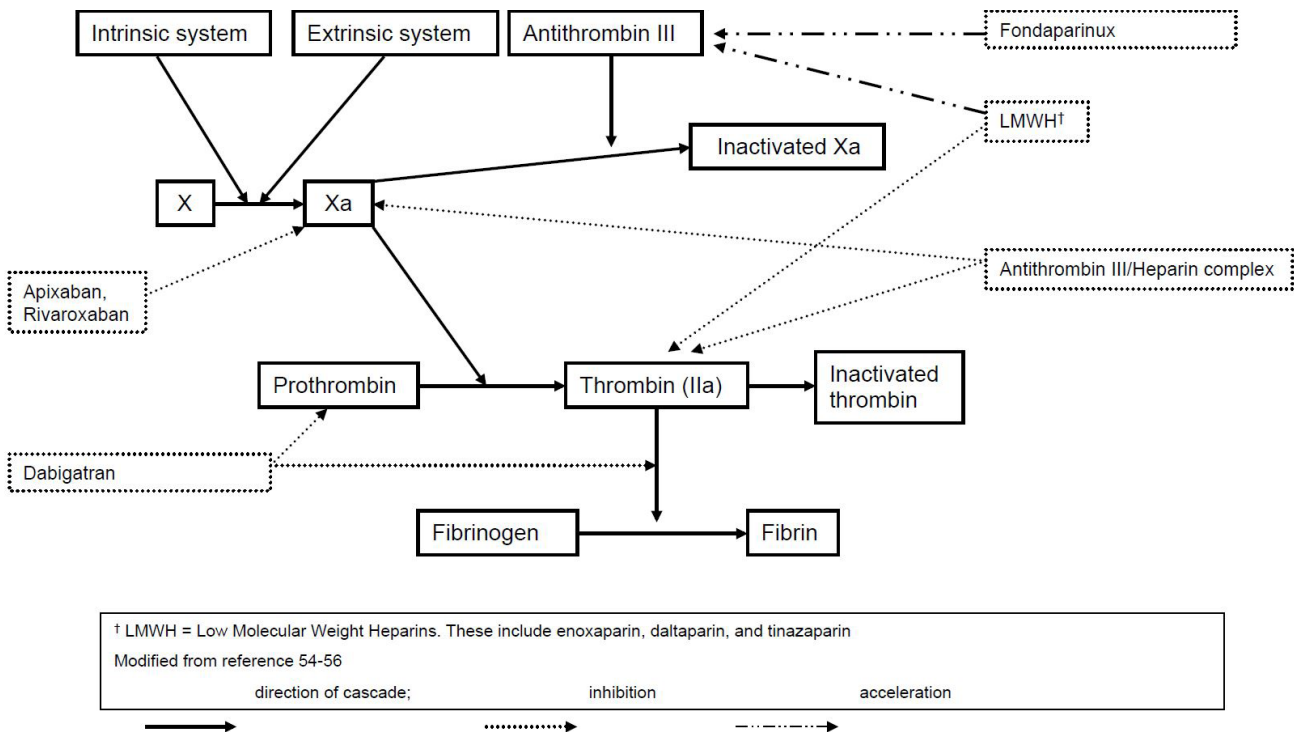 Intrinsic system
Extrinsic system
Antithrombin III
Fondaparinux
LMWH†
Inactivated Xa
X
Xa
Antithrombin III/Heparin complex
Apixaban,
Rivaroxaban
Prothrombin
Thrombin (IIa)
Inactivated
thrombin
Dabigatran
Fibrinogen
Fibrin
† LMWH = Low Molecular Weight Heparins. These include enoxaparin, daltaparin, and tinazaparin
Modified from reference 54-56
direction of cascade; inhibition acceleration